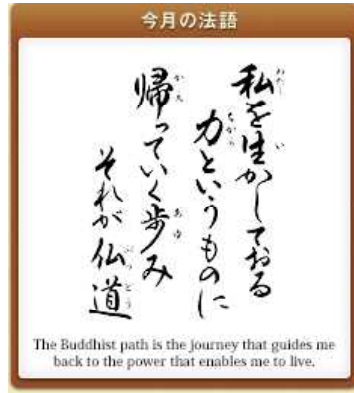 今月の法語
私を生かしておる
力というものに
帰っていく歩み
それが仏道
The Buddhist path is the journey that guides me
back to the power that enables me to live.